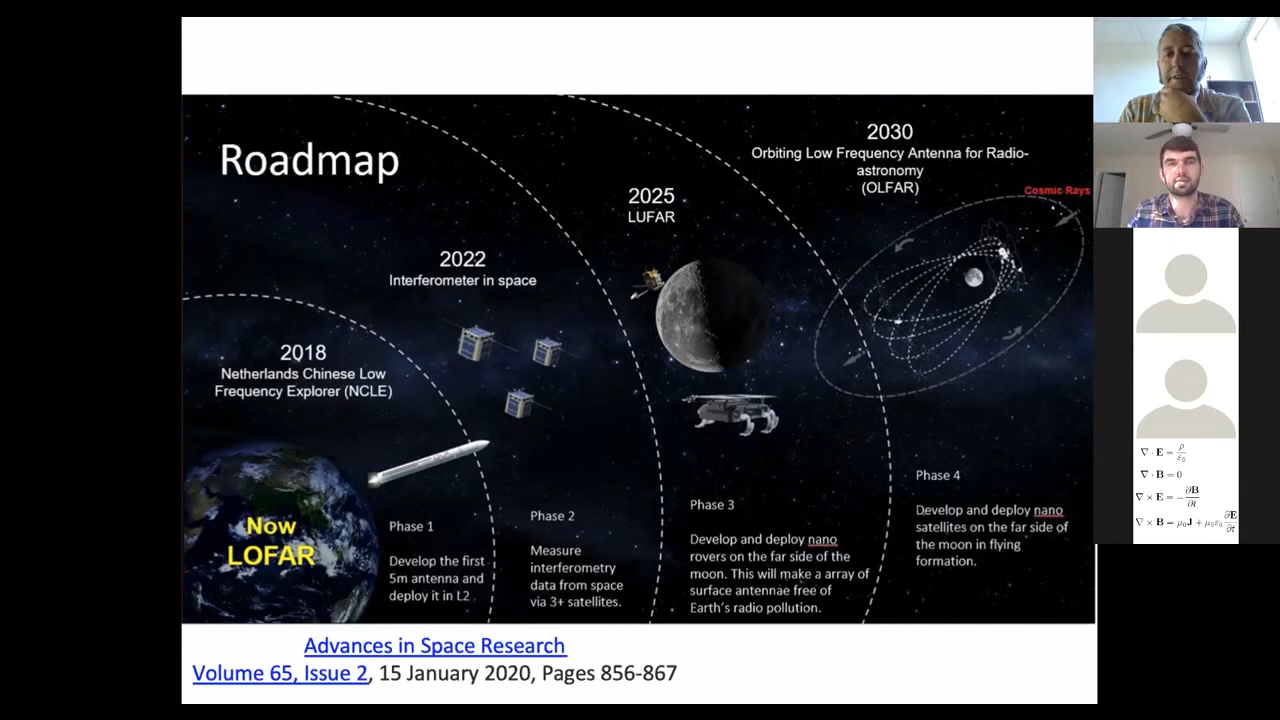 Roadmap
2018
Netherlands Chinese Low
Frequency Explorer (NCLE)
2022
Interferometer in space
2025
LUFAR
2030
Orbiting Low Frequency Antenna for Radio-
astronomy
(OLFAR)
Cosmic Rays
Now
LOFAR
Phase 1
Develop the first
5m antenna and
deploy it in L2
Phase 2
Measure
interferometry
data from space
via 3+ satellites.
Phase 3
Develop and deploy nano
rovers on the far side of the
moon. This will make a array of
surface antennae free of
Earth's radio pollution.
Phase 4
Develop and deploy nano
satellites on the far side of
the moon in flying
formation.
Advances in Space Research
Volume 65, Issue 2, 15 January 2020, Pages 856-867
∇ · E = ρ/ε₀
∇ · B = 0
∇ × E = −∂B/∂t
∇ × B = μ₀J + μ₀ε₀ ∂E/∂t